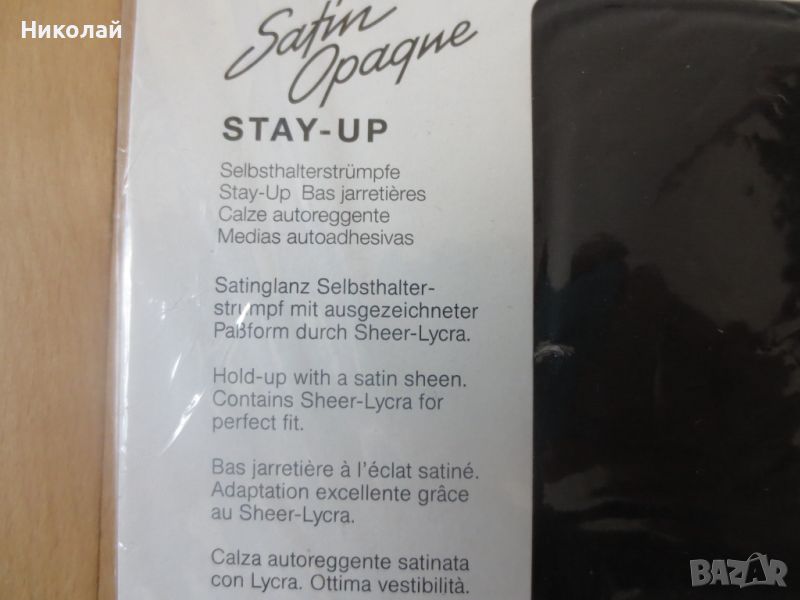 Николай
Satin
Opaque
STAY-UP
Selbsthalterstrümpfe
Stay-Up Bas jarretières
Calze autoreggente
Medias autoadhesivas
Satinglanz Selbsthalter-
strumpf mit ausgezeichneter
Paßform durch Sheer-Lycra.
Hold-up with a satin sheen.
Contains Sheer-Lycra for
perfect fit.
Bas jarretière à l'éclat satiné.
Adaptation excellente grâce
au Sheer-Lycra.
Calza autoreggente satinata
con Lycra. Ottima vestibilità.
BAZAR